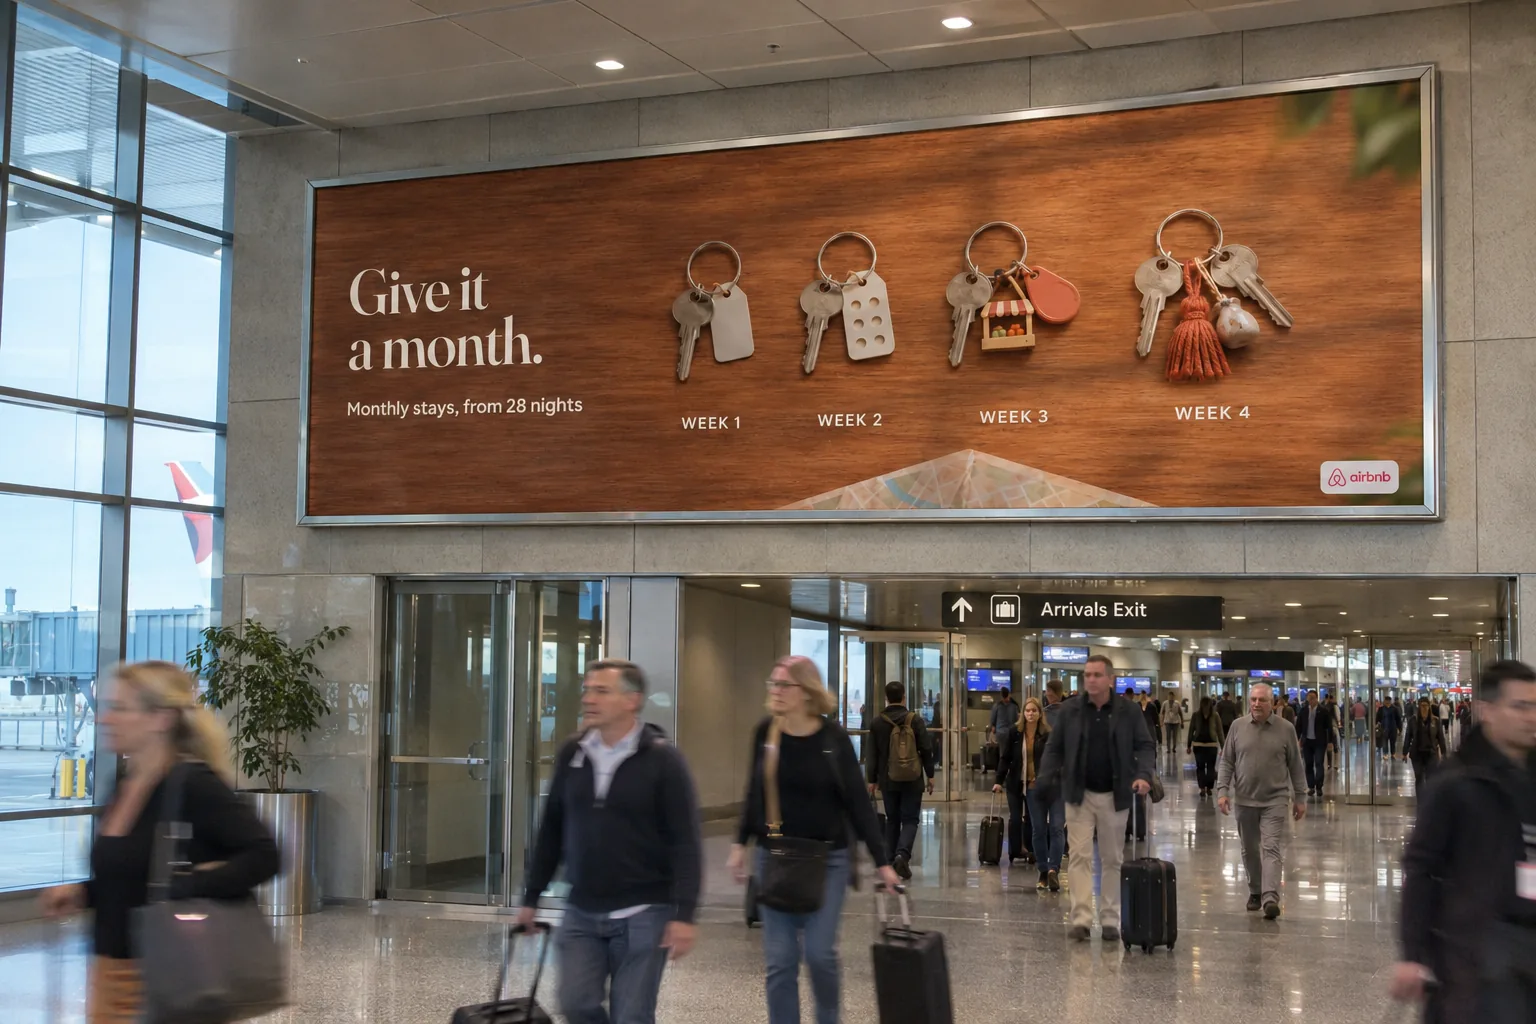 Give it
a month.
Monthly stays, from 28 nights
WEEK 1
WEEK 2
WEEK 3
WEEK 4
airbnb
Arrivals Exit